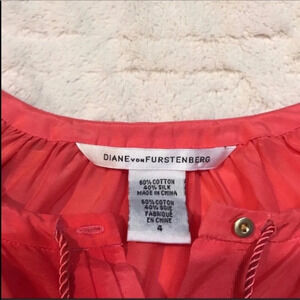 DIANE VON FURSTENBERG
60% COTTON
40% SILK
MADE IN CHINA
60% COTON
40% SOIE
FABRIQUÉ
EN CHINE
4